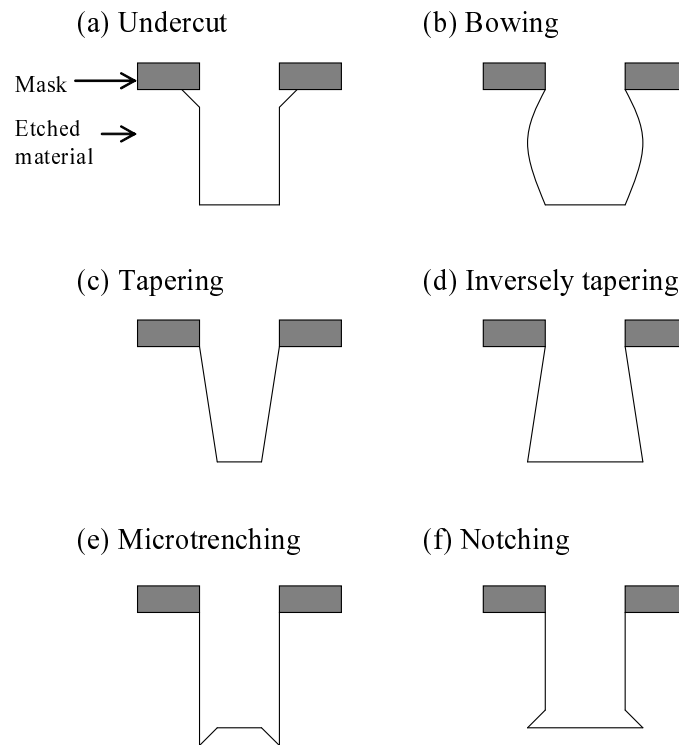 (a) Undercut
(b) Bowing
Mask
Etched
material
(c) Tapering
(d) Inversely tapering
(e) Microtrenching
(f) Notching